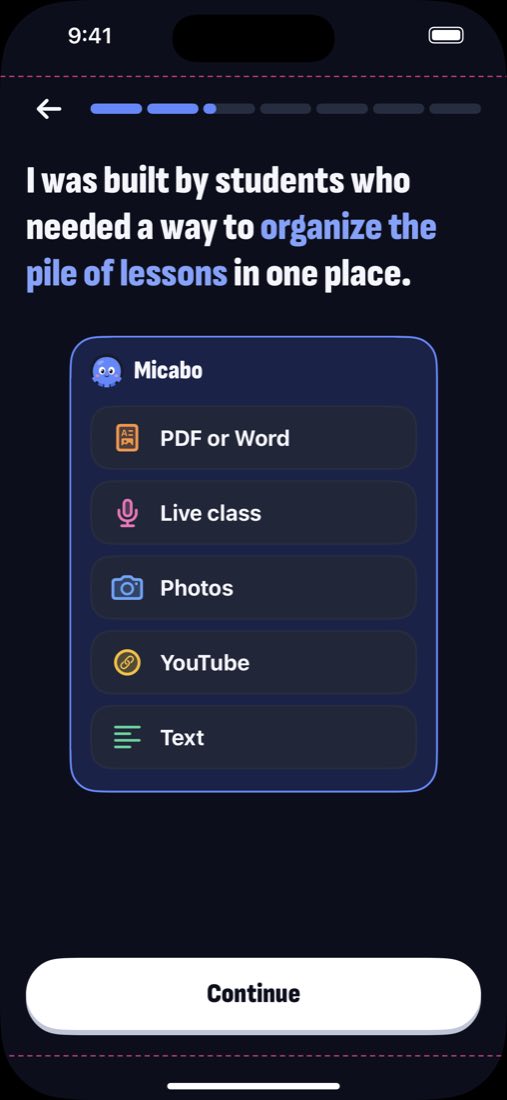 9:41
I was built by students who
needed a way to organize the
pile of lessons in one place.
Micabo
PDF or Word
Live class
Photos
YouTube
Text
Continue